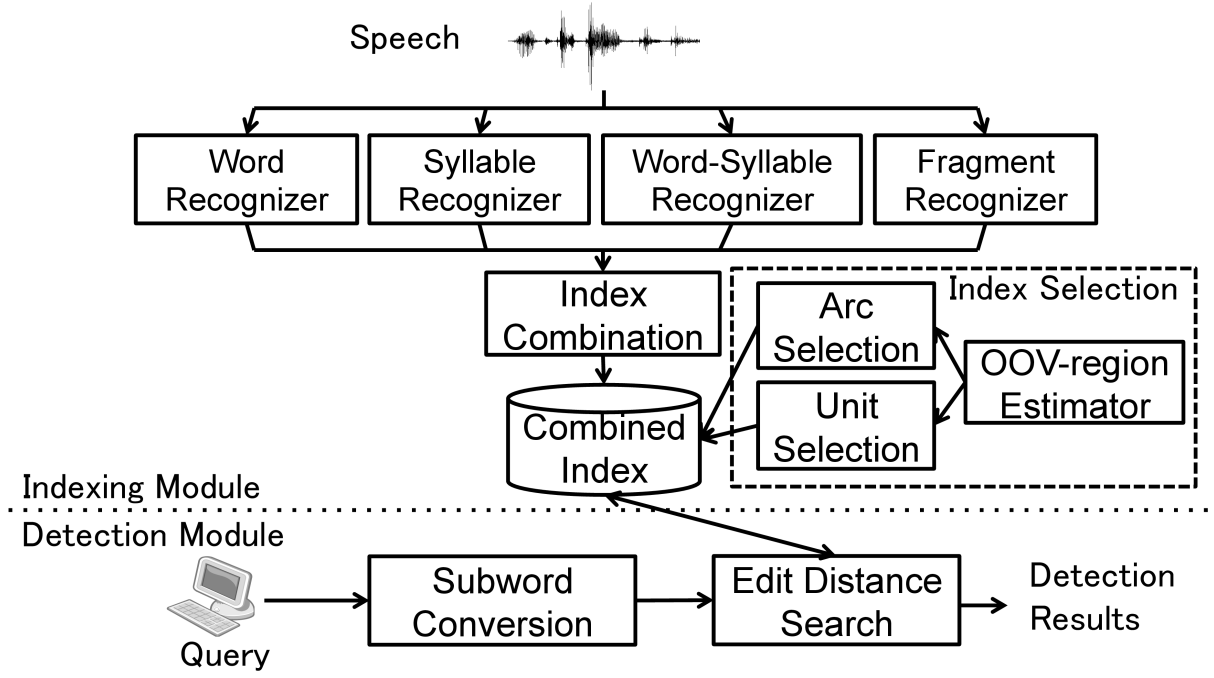 Speech
Word
Recognizer
Syllable
Recognizer
Word-Syllable
Recognizer
Fragment
Recognizer
Index
Combination
Index Selection
Arc
Selection
OOV-region
Estimator
Unit
Selection
Combined
Index
Indexing Module
Detection Module
Subword
Conversion
Edit Distance
Search
Detection
Results
Query